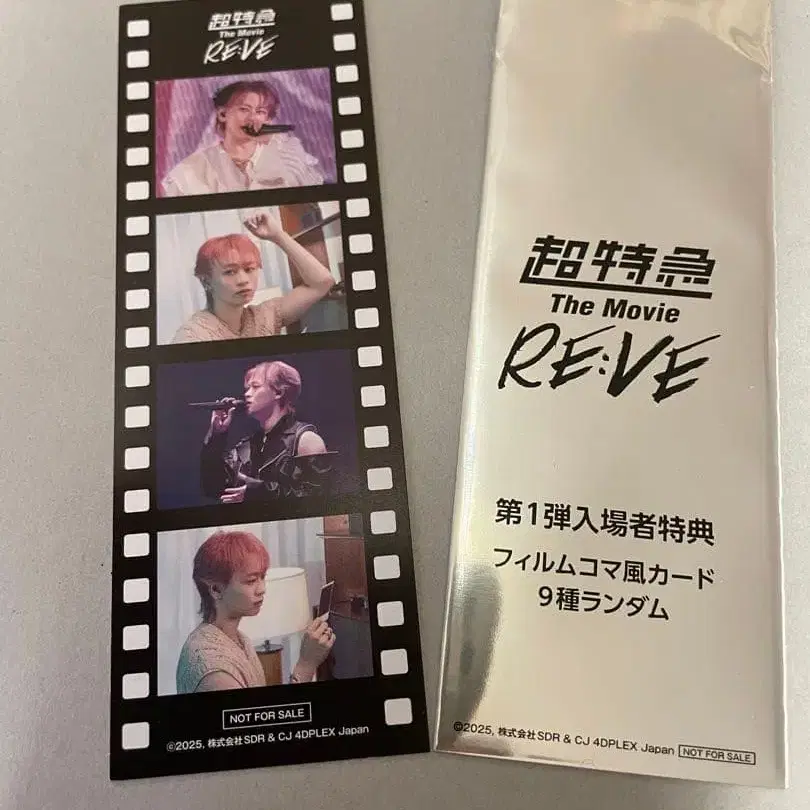 超特急
The Movie
RE:VE
NOT FOR SALE
©2025, 株式会社SDR & CJ 4DPLEX Japan
超特急
The Movie
RE:VE
第1弾入場者特典
フィルムコマ風カード
9種ランダム
©2025, 株式会社SDR & CJ 4DPLEX Japan NOT FOR SALE